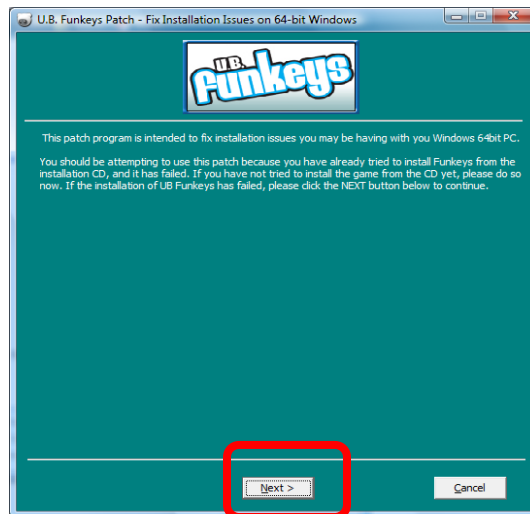 U.B. Funkeys Patch - Fix Installation Issues on 64-bit Windows
U.B.
funkeys
This patch program is intended to fix installation issues you may be having with you Windows 64bit PC.
You should be attempting to use this patch because you have already tried to install Funkeys from the
installation CD, and it has failed. If you have not tried to install the game from the CD yet, please do so
now. If the installation of UB Funkeys has failed, please click the NEXT button below to continue.
Next >
Cancel